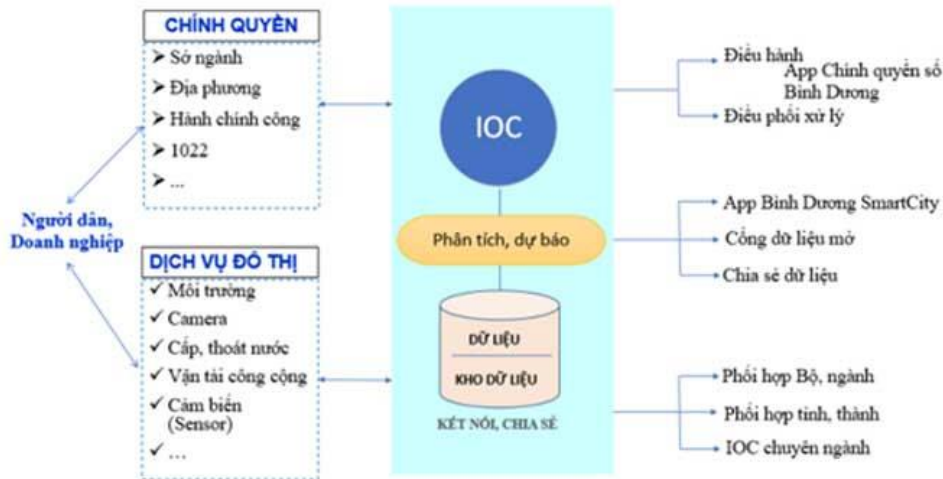 CHÍNH QUYỀN
➤ Sở ngành
➤ Địa phương
➤ Hành chính công
➤ 1022
➤ ...
Người dân,
Doanh nghiệp
DỊCH VỤ ĐÔ THỊ
✓ Môi trường
✓ Camera
✓ Cấp, thoát nước
✓ Vận tải công cộng
✓ Cảm biến
(Sensor)
✓ ...
IOC
Phân tích, dự báo
DỮ LIỆU
KHO DỮ LIỆU
KẾT NỐI, CHIA SẺ
Điều hành
App Chính quyền số
Bình Dương
Điều phối xử lý
App Bình Dương SmartCity
Cổng dữ liệu mở
Chia sẻ dữ liệu
Phối hợp Bộ, ngành
Phối hợp tỉnh, thành
IOC chuyên ngành